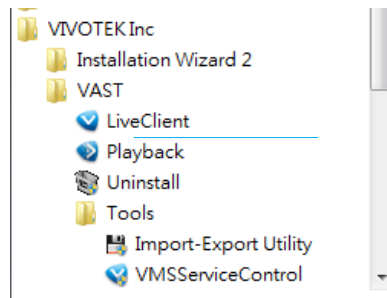 VIVOTEK Inc
Installation Wizard 2
VAST
LiveClient
Playback
Uninstall
Tools
Import-Export Utility
VMSServiceControl